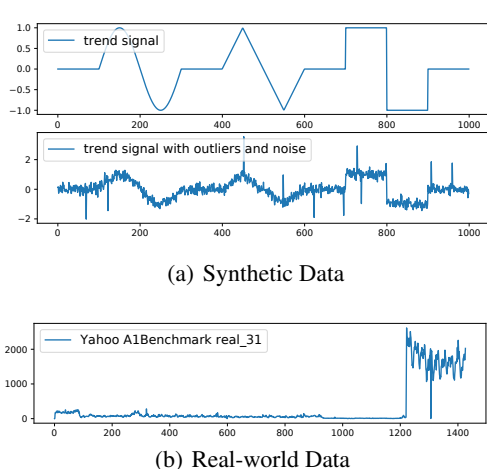 1.0
0.5
0.0
−0.5
−1.0
trend signal
0 200 400 600 800 1000
2
0
−2
trend signal with outliers and noise
0 200 400 600 800 1000
(a) Synthetic Data
2000
1000
0
Yahoo A1Benchmark real_31
0 200 400 600 800 1000 1200 1400
(b) Real-world Data